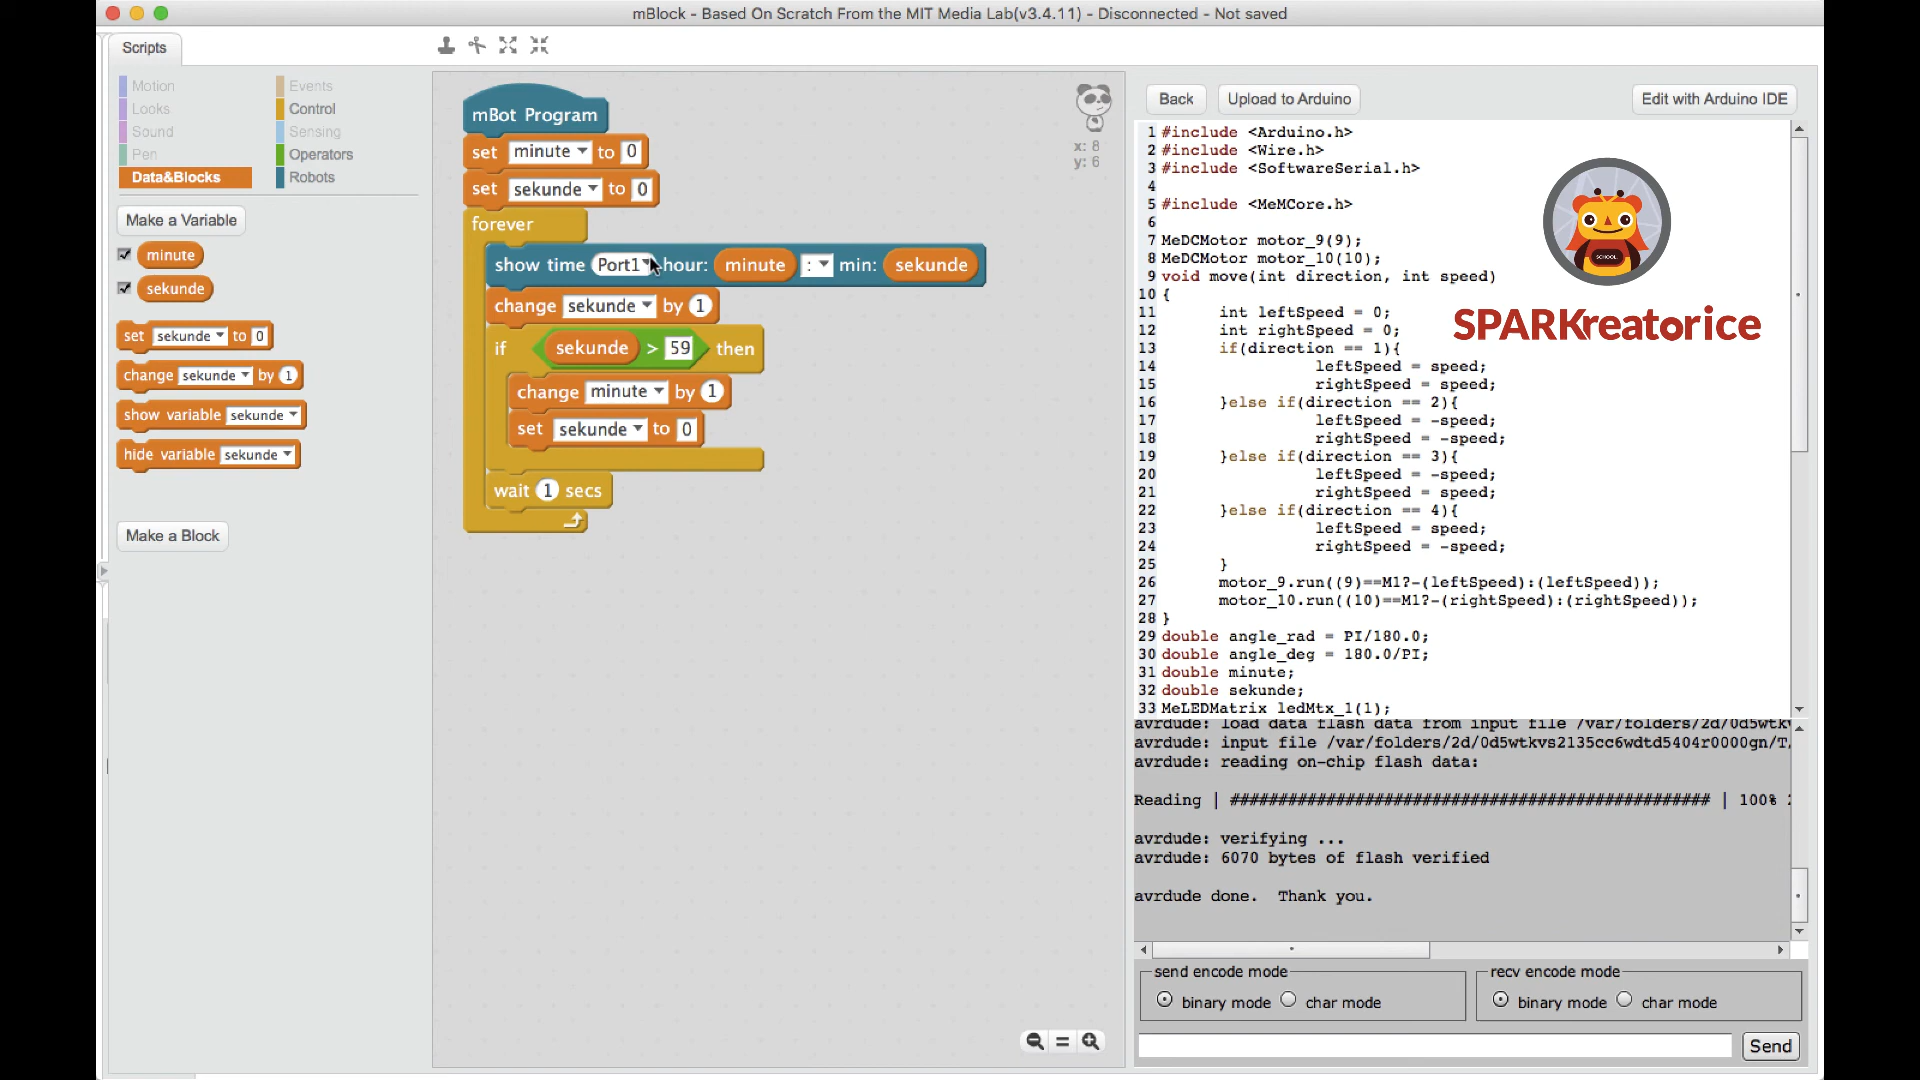 mBlock - Based On Scratch From the MIT Media Lab(v3.4.11) - Disconnected - Not saved
Scripts
Motion
Events
Looks
Control
Sound
Sensing
Pen
Operators
Data&Blocks
Robots
Make a Variable
minute
sekunde
set sekunde to 0
change sekunde by 1
show variable sekunde
hide variable sekunde
Make a Block
mBot Program
set minute to 0
set sekunde to 0
forever
show time Port1 hour: minute : min: sekunde
change sekunde by 1
if sekunde > 59 then
change minute by 1
set sekunde to 0
wait 1 secs
x: 8
y: 6
Back
Upload to Arduino
Edit with Arduino IDE
1 #include <Arduino.h>
2 #include <Wire.h>
3 #include <SoftwareSerial.h>
4
5 #include <MeMCore.h>
6
7 MeDCMotor motor_9(9);
8 MeDCMotor motor_10(10);
9 void move(int direction, int speed)
10 {
11 int leftSpeed = 0;
12 int rightSpeed = 0;
13 if(direction == 1){
14 leftSpeed = speed;
15 rightSpeed = speed;
16 }else if(direction == 2){
17 leftSpeed = -speed;
18 rightSpeed = -speed;
19 }else if(direction == 3){
20 leftSpeed = -speed;
21 rightSpeed = speed;
22 }else if(direction == 4){
23 leftSpeed = speed;
24 rightSpeed = -speed;
25 }
26 motor_9.run((9)==M1?-(leftSpeed):(leftSpeed));
27 motor_10.run((10)==M1?-(rightSpeed):(rightSpeed));
28 }
29 double angle_rad = PI/180.0;
30 double angle_deg = 180.0/PI;
31 double minute;
32 double sekunde;
33 MeLEDMatrix ledMtx_1(1);
SCHOOL
SPARKreatorice
avrdude: load data flash data from input file /var/folders/2d/0d5wtkv
avrdude: input file /var/folders/2d/0d5wtkvs2135cc6wdtd5404r0000gn/T/
avrdude: reading on-chip flash data:
Reading | ################################################## | 100%
avrdude: verifying ...
avrdude: 6070 bytes of flash verified
avrdude done. Thank you.
send encode mode
binary mode
char mode
recv encode mode
binary mode
char mode
Send